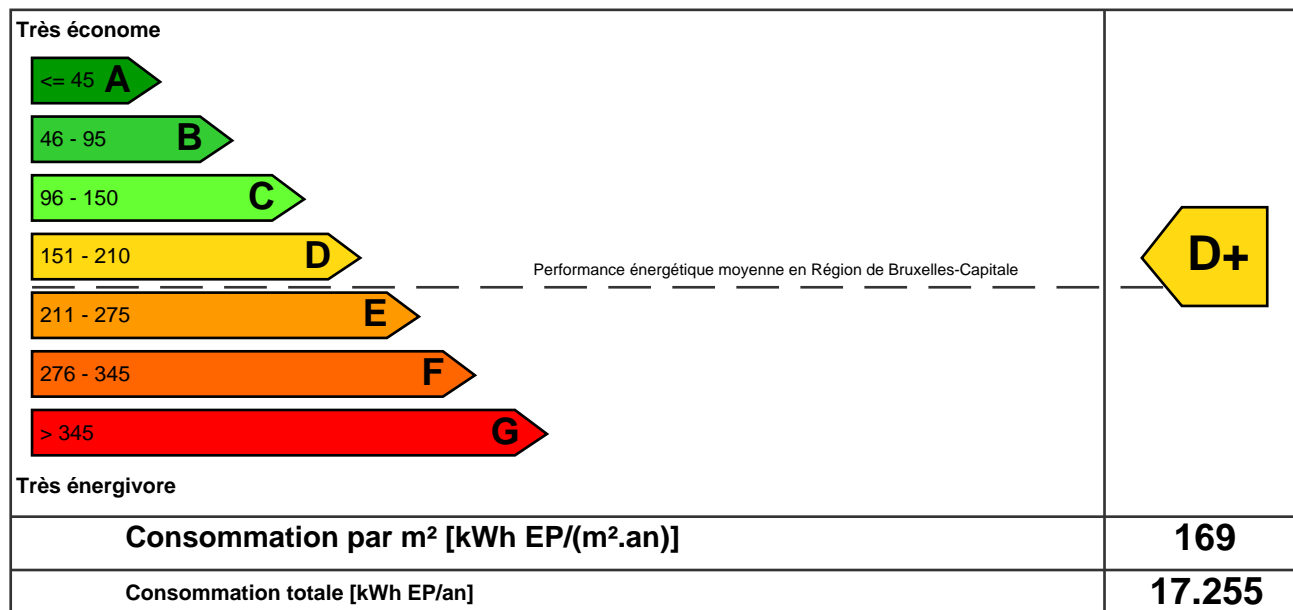 Très économe
<= 45 A
46 - 95 B
96 - 150 C
151 - 210 D
Performance énergétique moyenne en Région de Bruxelles-Capitale
D+
211 - 275 E
276 - 345 F
> 345 G
Très énergivore
Consommation par m² [kWh EP/(m².an)] 169
Consommation totale [kWh EP/an] 17.255